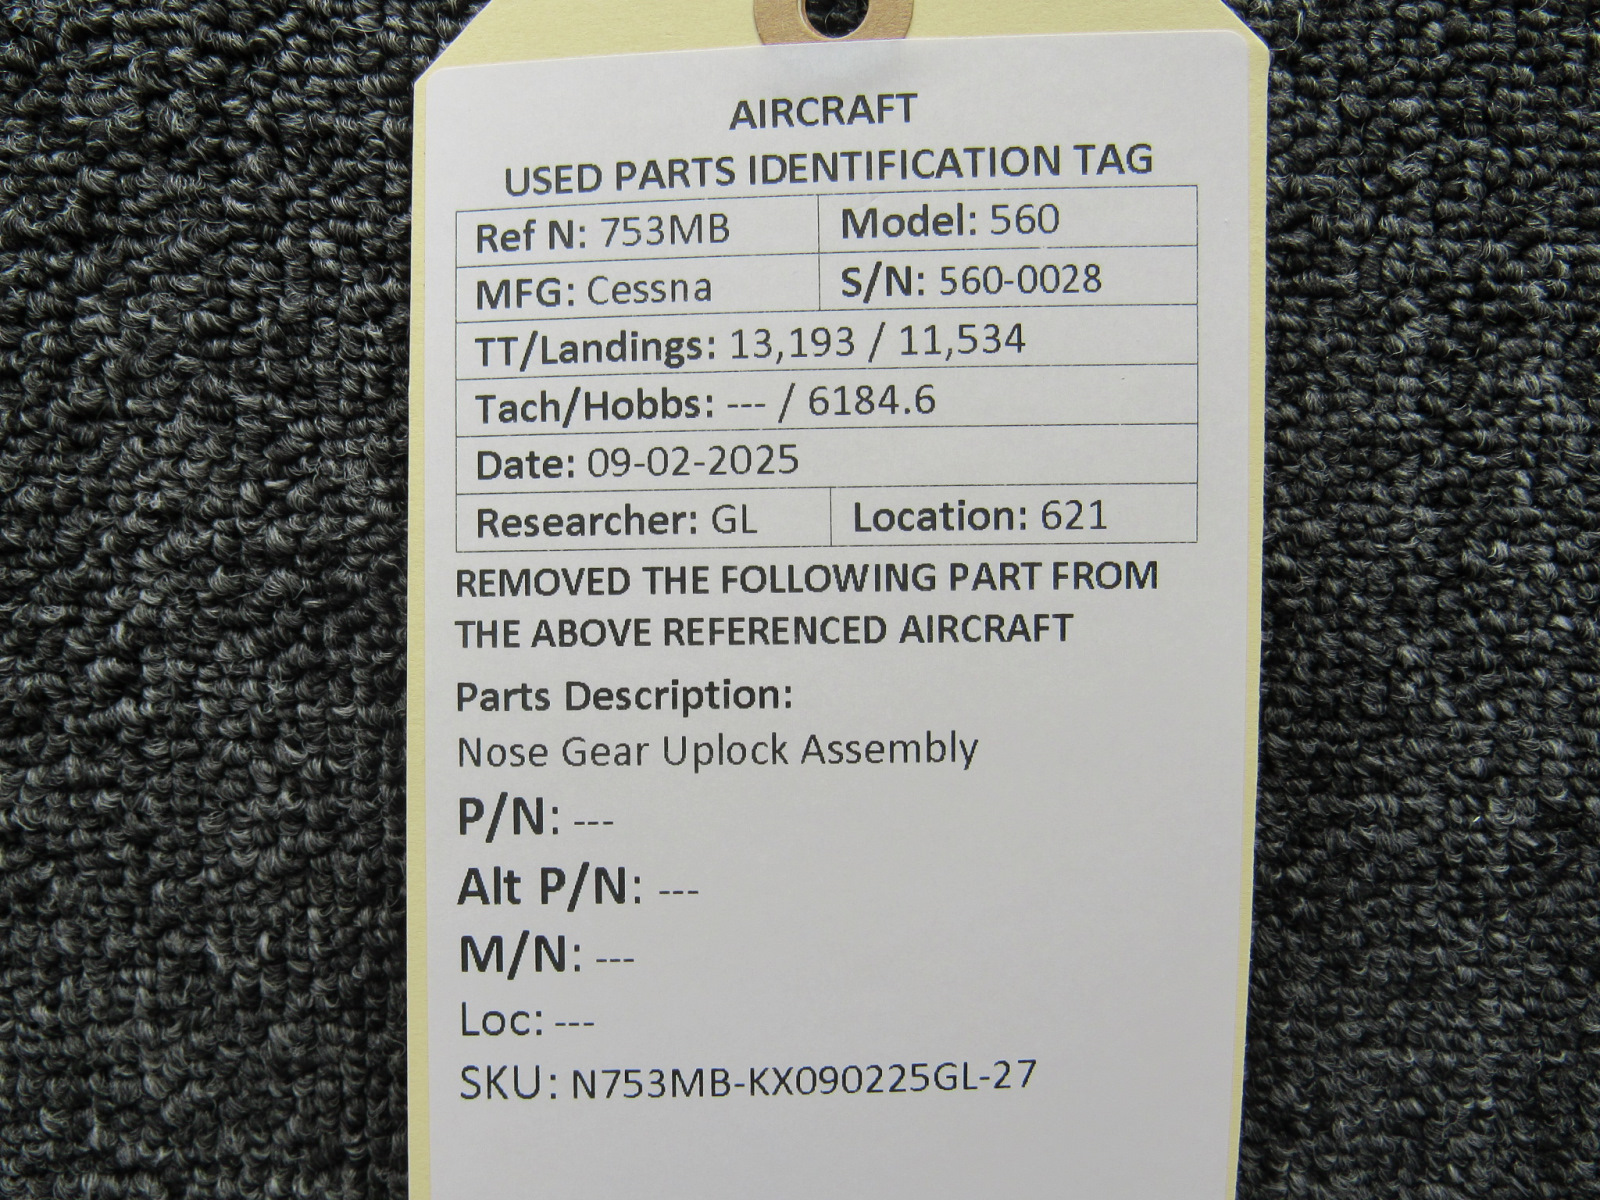 AIRCRAFT
USED PARTS IDENTIFICATION TAG
Ref N: 753MB Model: 560
MFG: Cessna S/N: 560-0028
TT/Landings: 13,193 / 11,534
Tach/Hobbs: --- / 6184.6
Date: 09-02-2025
Researcher: GL Location: 621
REMOVED THE FOLLOWING PART FROM
THE ABOVE REFERENCED AIRCRAFT
Parts Description:
Nose Gear Uplock Assembly
P/N: ---
Alt P/N: ---
M/N: ---
Loc: ---
SKU: N753MB-KX090225GL-27